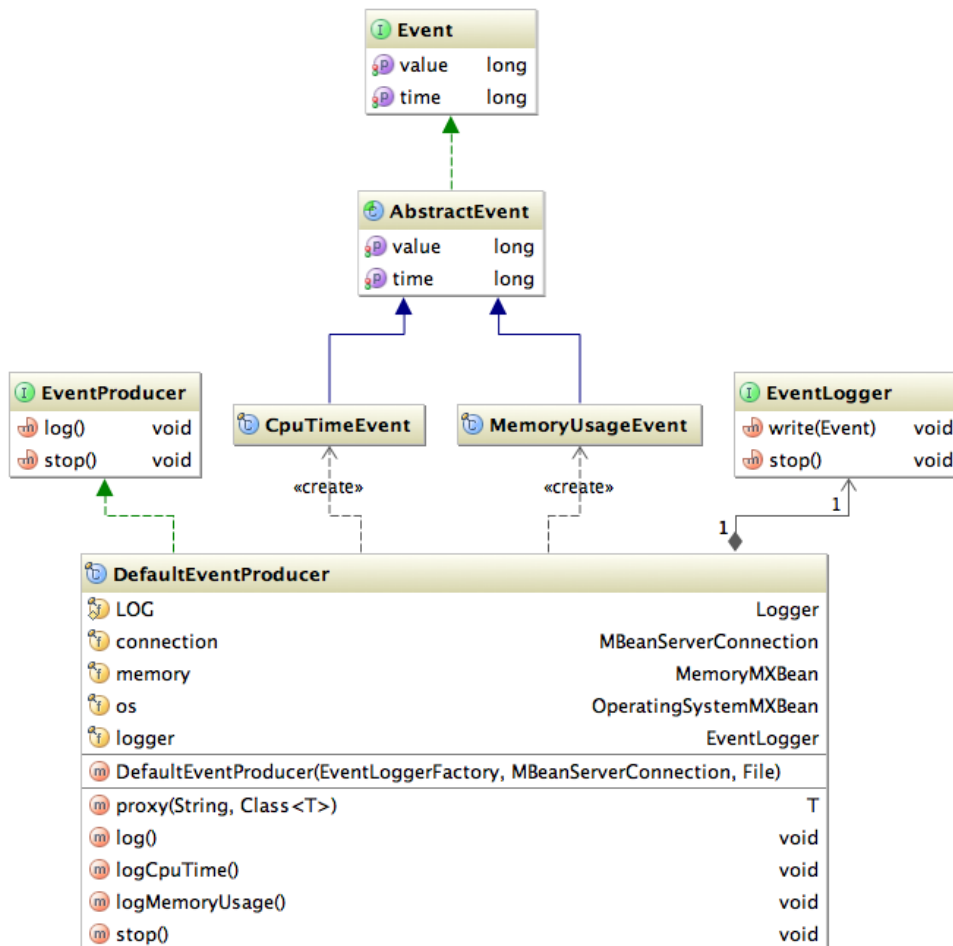 Event
value long
time long
AbstractEvent
value long
time long
EventProducer
log() void
stop() void
CpuTimeEvent
MemoryUsageEvent
EventLogger
write(Event) void
stop() void
«create»
«create»
1
1
DefaultEventProducer
LOG Logger
connection MBeanServerConnection
memory MemoryMXBean
os OperatingSystemMXBean
logger EventLogger
DefaultEventProducer(EventLoggerFactory, MBeanServerConnection, File)
proxy(String, Class<T>) T
log() void
logCpuTime() void
logMemoryUsage() void
stop() void